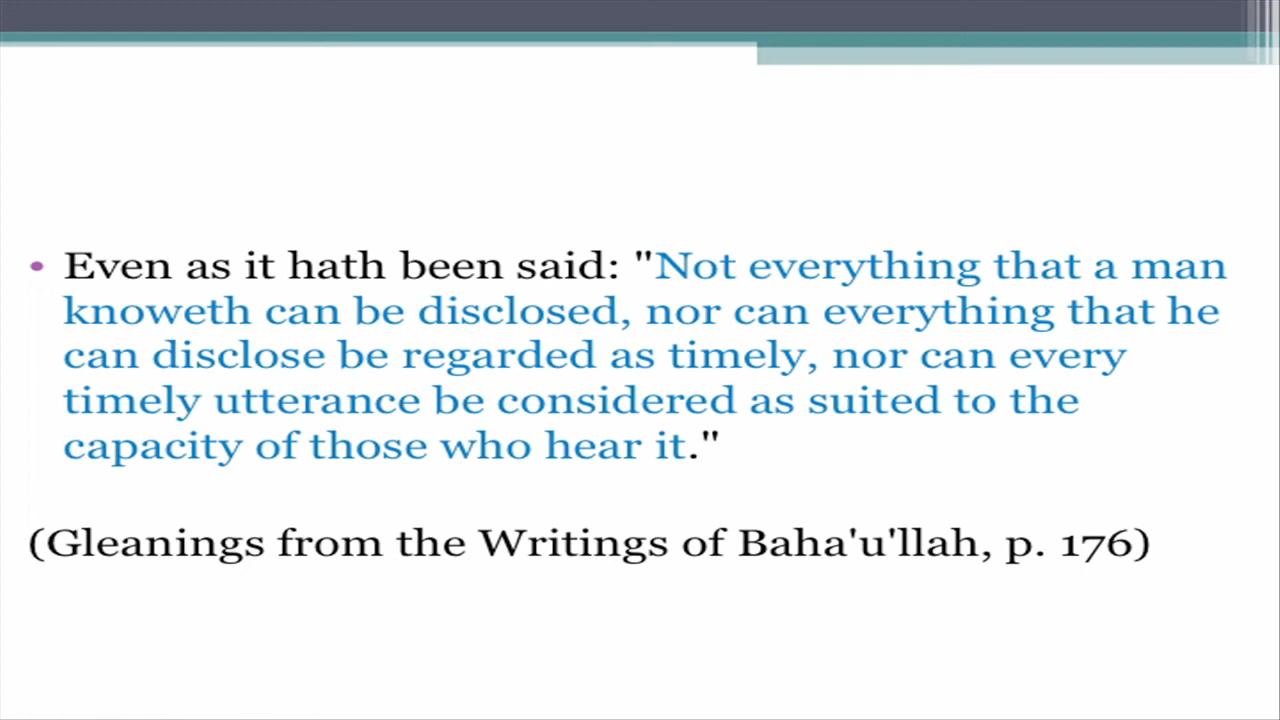 • Even as it hath been said: "Not everything that a man
knoweth can be disclosed, nor can everything that he
can disclose be regarded as timely, nor can every
timely utterance be considered as suited to the
capacity of those who hear it."
(Gleanings from the Writings of Baha'u'llah, p. 176)